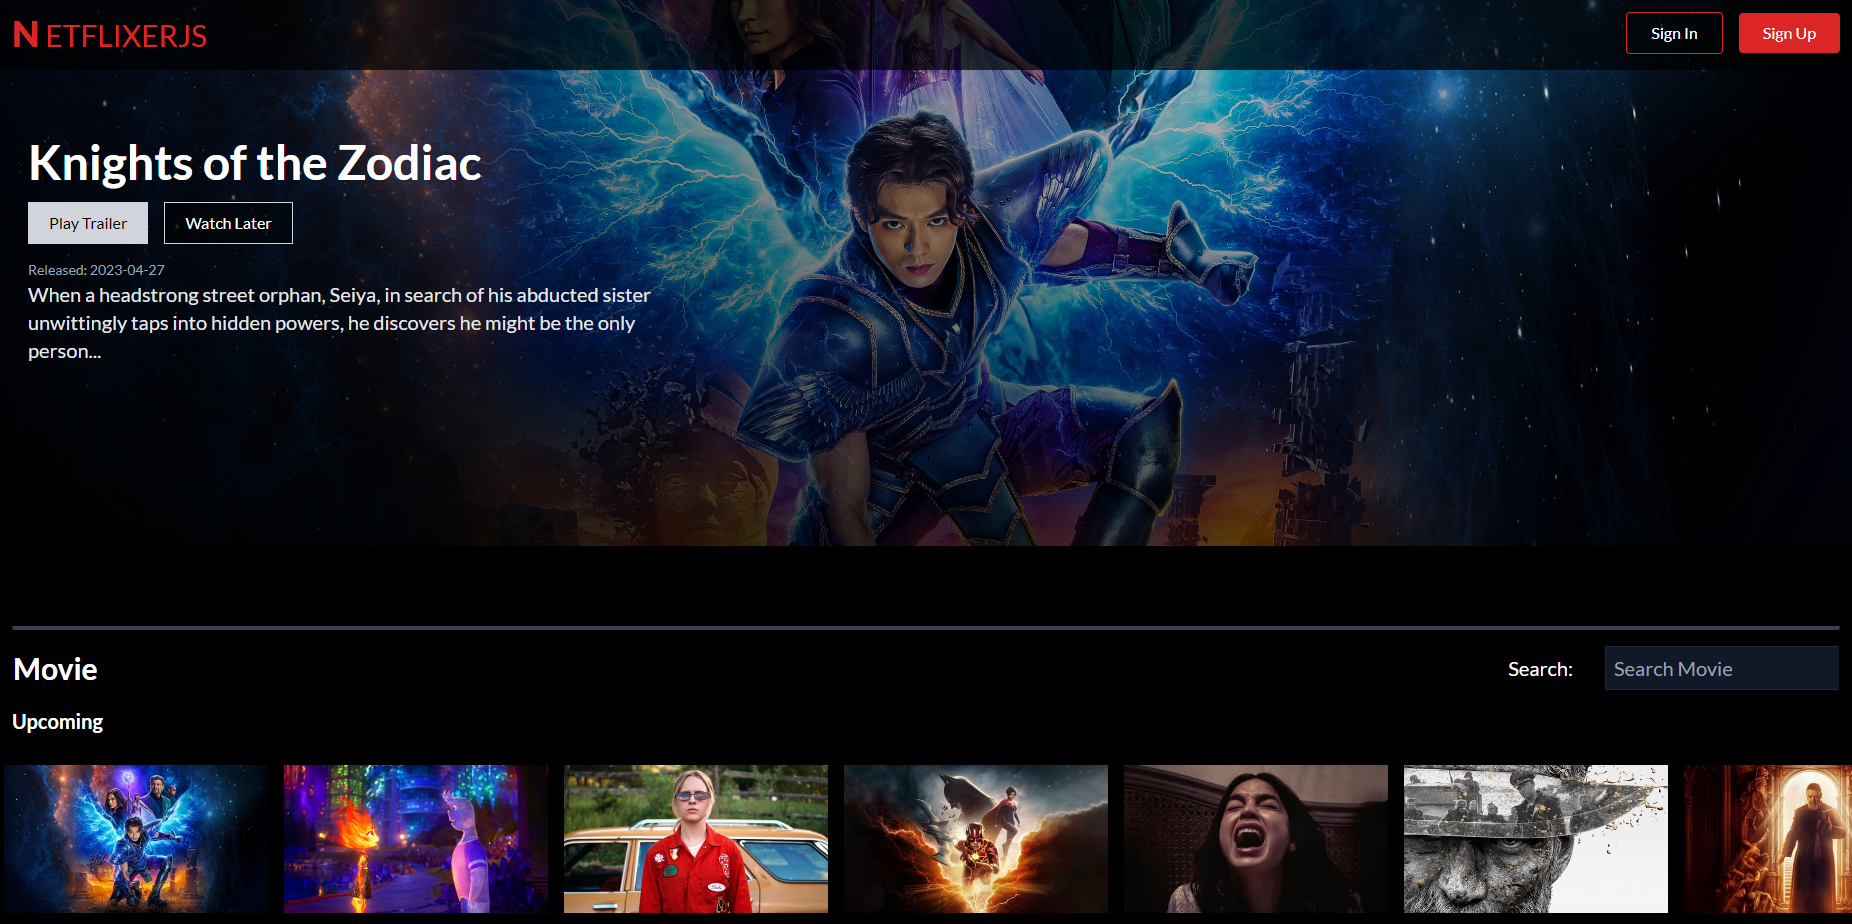 N ETFLIXERJS
Sign In
Sign Up
Knights of the Zodiac
Play Trailer
Watch Later
Released: 2023-04-27
When a headstrong street orphan, Seiya, in search of his abducted sister
unwittingly taps into hidden powers, he discovers he might be the only
person...
Movie
Search:
Search Movie
Upcoming